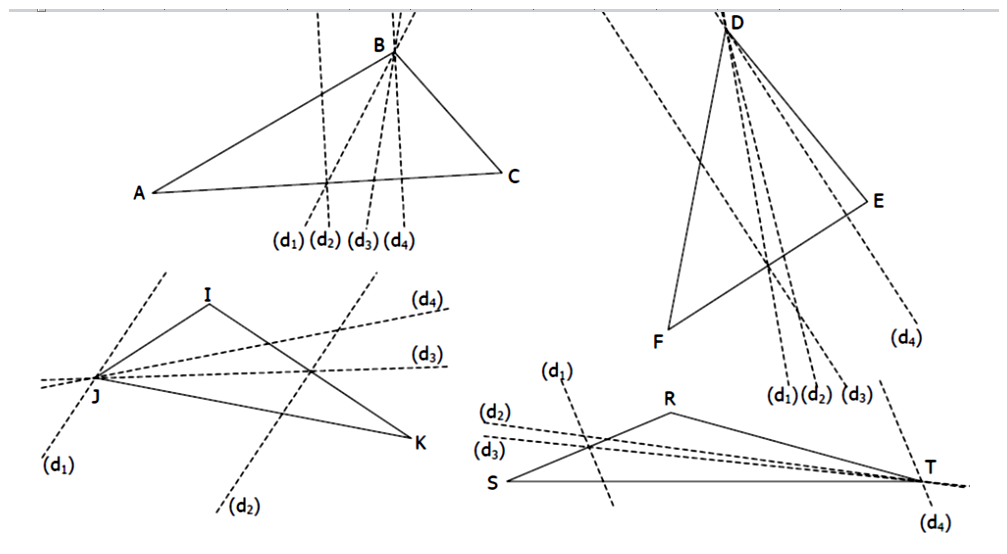 B
A
C
(d₁) (d₂) (d₃) (d₄)
D
E
F
(d₄)
(d₁) (d₂) (d₃)
I
(d₄)
(d₃)
J
K
(d₁)
(d₂)
(d₁)
R
(d₂)
(d₃)
S
T
(d₄)